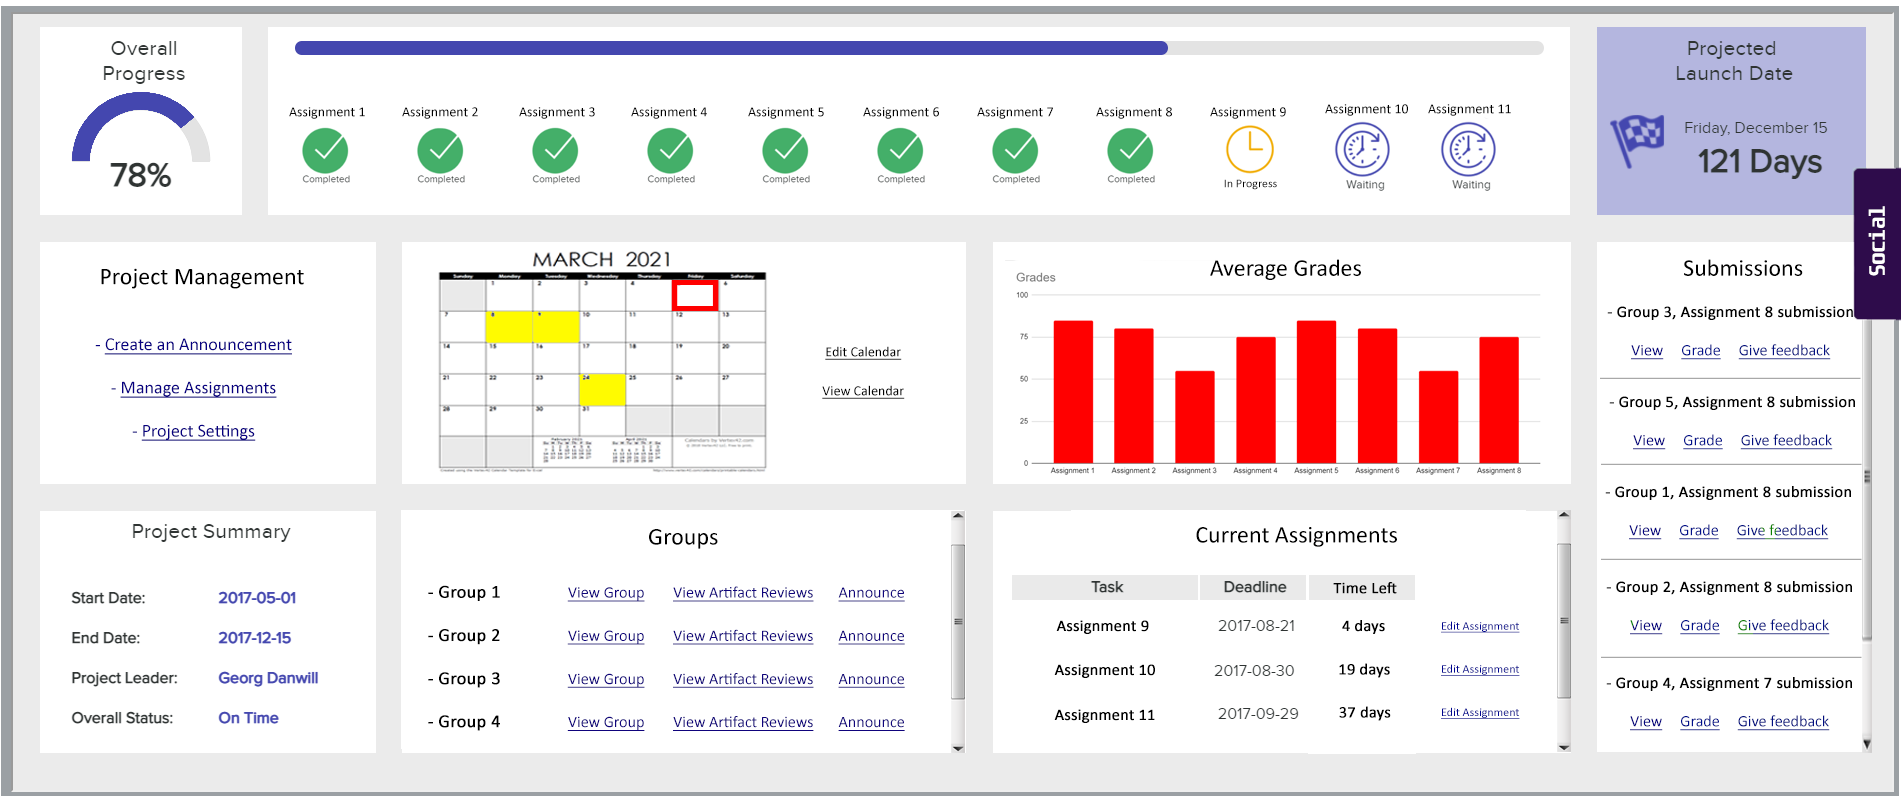 Overall
Progress
78%
Assignment 1
Assignment 2
Assignment 3
Assignment 4
Assignment 5
Assignment 6
Assignment 7
Assignment 8
Assignment 9
Assignment 10
Assignment 11
Completed
Completed
Completed
Completed
Completed
Completed
Completed
Completed
In Progress
Waiting
Waiting
Projected
Launch Date
Friday, December 15
121 Days
Social
Project Management
- Create an Announcement
- Manage Assignments
- Project Settings
MARCH 2021
Sunday Monday Tuesday Wednesday Thursday Friday Saturday
1 2 3 4 6
7 8 9 10 11 12 13
14 15 16 17 18 19 20
21 22 23 24 25 26 27
28 29 30 31
February 2021
April 2021
Edit Calendar
View Calendar
Average Grades
Grades
100
75
50
25
0
Assignment 1
Assignment 2
Assignment 3
Assignment 4
Assignment 5
Assignment 6
Assignment 7
Assignment 8
Submissions
- Group 3, Assignment 8 submission
View Grade Give feedback
- Group 5, Assignment 8 submission
View Grade Give feedback
- Group 1, Assignment 8 submission
View Grade Give feedback
- Group 2, Assignment 8 submission
View Grade Give feedback
- Group 4, Assignment 7 submission
View Grade Give feedback
Project Summary
Start Date: 2017-05-01
End Date: 2017-12-15
Project Leader: Georg Danwill
Overall Status: On Time
Groups
- Group 1 View Group View Artifact Reviews Announce
- Group 2 View Group View Artifact Reviews Announce
- Group 3 View Group View Artifact Reviews Announce
- Group 4 View Group View Artifact Reviews Announce
Current Assignments
Task Deadline Time Left
Assignment 9 2017-08-21 4 days Edit Assignment
Assignment 10 2017-08-30 19 days Edit Assignment
Assignment 11 2017-09-29 37 days Edit Assignment